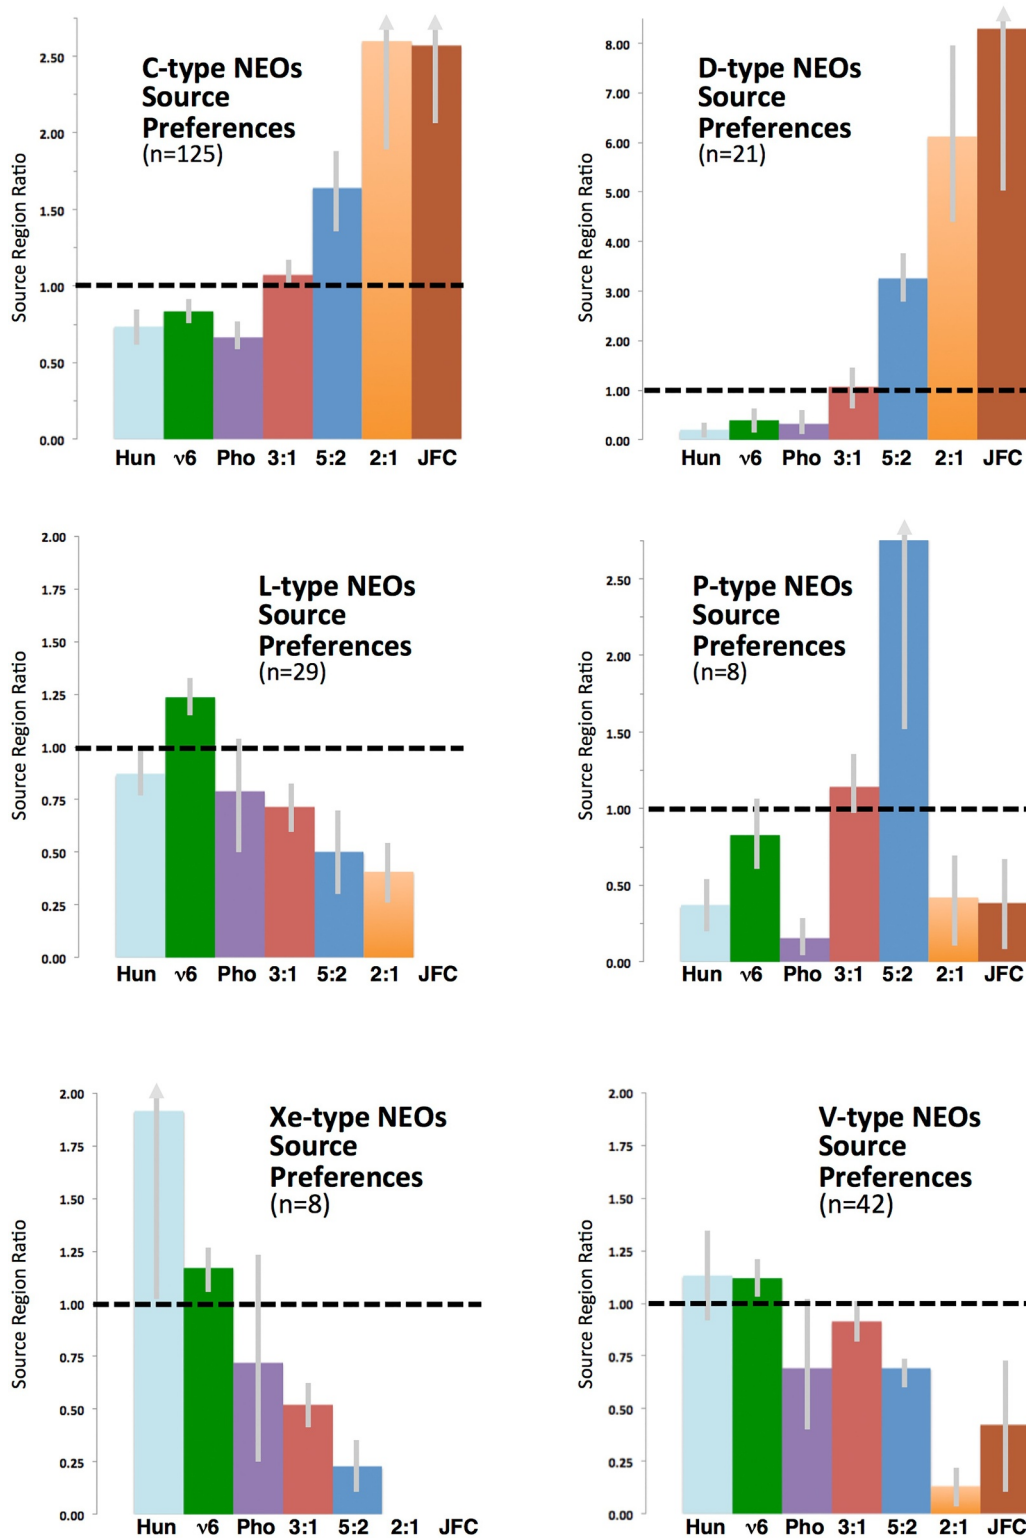 C-type NEOs
Source
Preferences
(n=125)
Source Region Ratio
2.50
2.00
1.50
1.00
0.50
0.00
Hun ν6 Pho 3:1 5:2 2:1 JFC
D-type NEOs
Source
Preferences
(n=21)
Source Region Ratio
8.00
7.00
6.00
5.00
4.00
3.00
2.00
1.00
0.00
Hun ν6 Pho 3:1 5:2 2:1 JFC
L-type NEOs
Source
Preferences
(n=29)
Source Region Ratio
2.00
1.75
1.50
1.25
1.00
0.75
0.50
0.25
0.00
Hun ν6 Pho 3:1 5:2 2:1 JFC
P-type NEOs
Source
Preferences
(n=8)
Source Region Ratio
2.50
2.00
1.50
1.00
0.50
0.00
Hun ν6 Pho 3:1 5:2 2:1 JFC
Xe-type NEOs
Source
Preferences
(n=8)
Source Region Ratio
2.00
1.75
1.50
1.25
1.00
0.75
0.50
0.25
0.00
Hun ν6 Pho 3:1 5:2 2:1 JFC
V-type NEOs
Source
Preferences
(n=42)
Source Region Ratio
2.00
1.75
1.50
1.25
1.00
0.75
0.50
0.25
0.00
Hun ν6 Pho 3:1 5:2 2:1 JFC